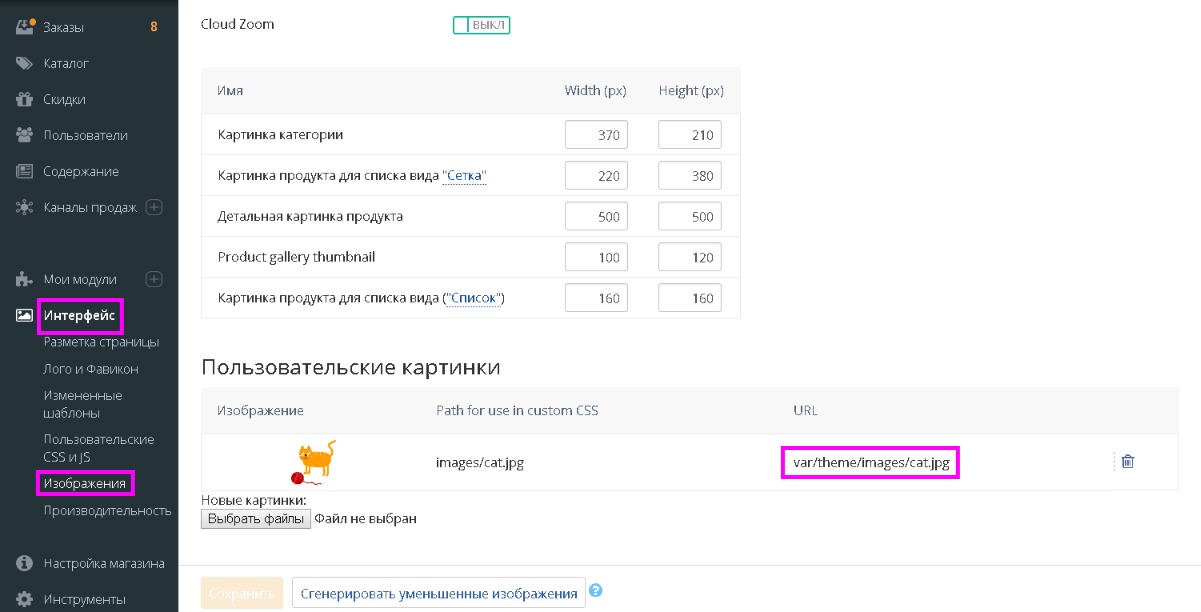 Заказы 8
Каталог
Скидки
Пользователи
Содержание
Каналы продаж
Мои модули
Интерфейс
Разметка страницы
Лого и Фавикон
Измененные
шаблоны
Пользовательские
CSS и JS
Изображения
Производительность
Настройка магазина
Инструменты
Cloud Zoom ВЫКЛ
Имя Width (px) Height (px)
Картинка категории 370 210
Картинка продукта для списка вида "Сетка" 220 380
Детальная картинка продукта 500 500
Product gallery thumbnail 100 120
Картинка продукта для списка вида ("Список") 160 160
Пользовательские картинки
Изображение Path for use in custom CSS URL
images/cat.jpg var/theme/images/cat.jpg
Новые картинки:
Выбрать файлы Файл не выбран
Сохранить Сгенерировать уменьшенные изображения ?